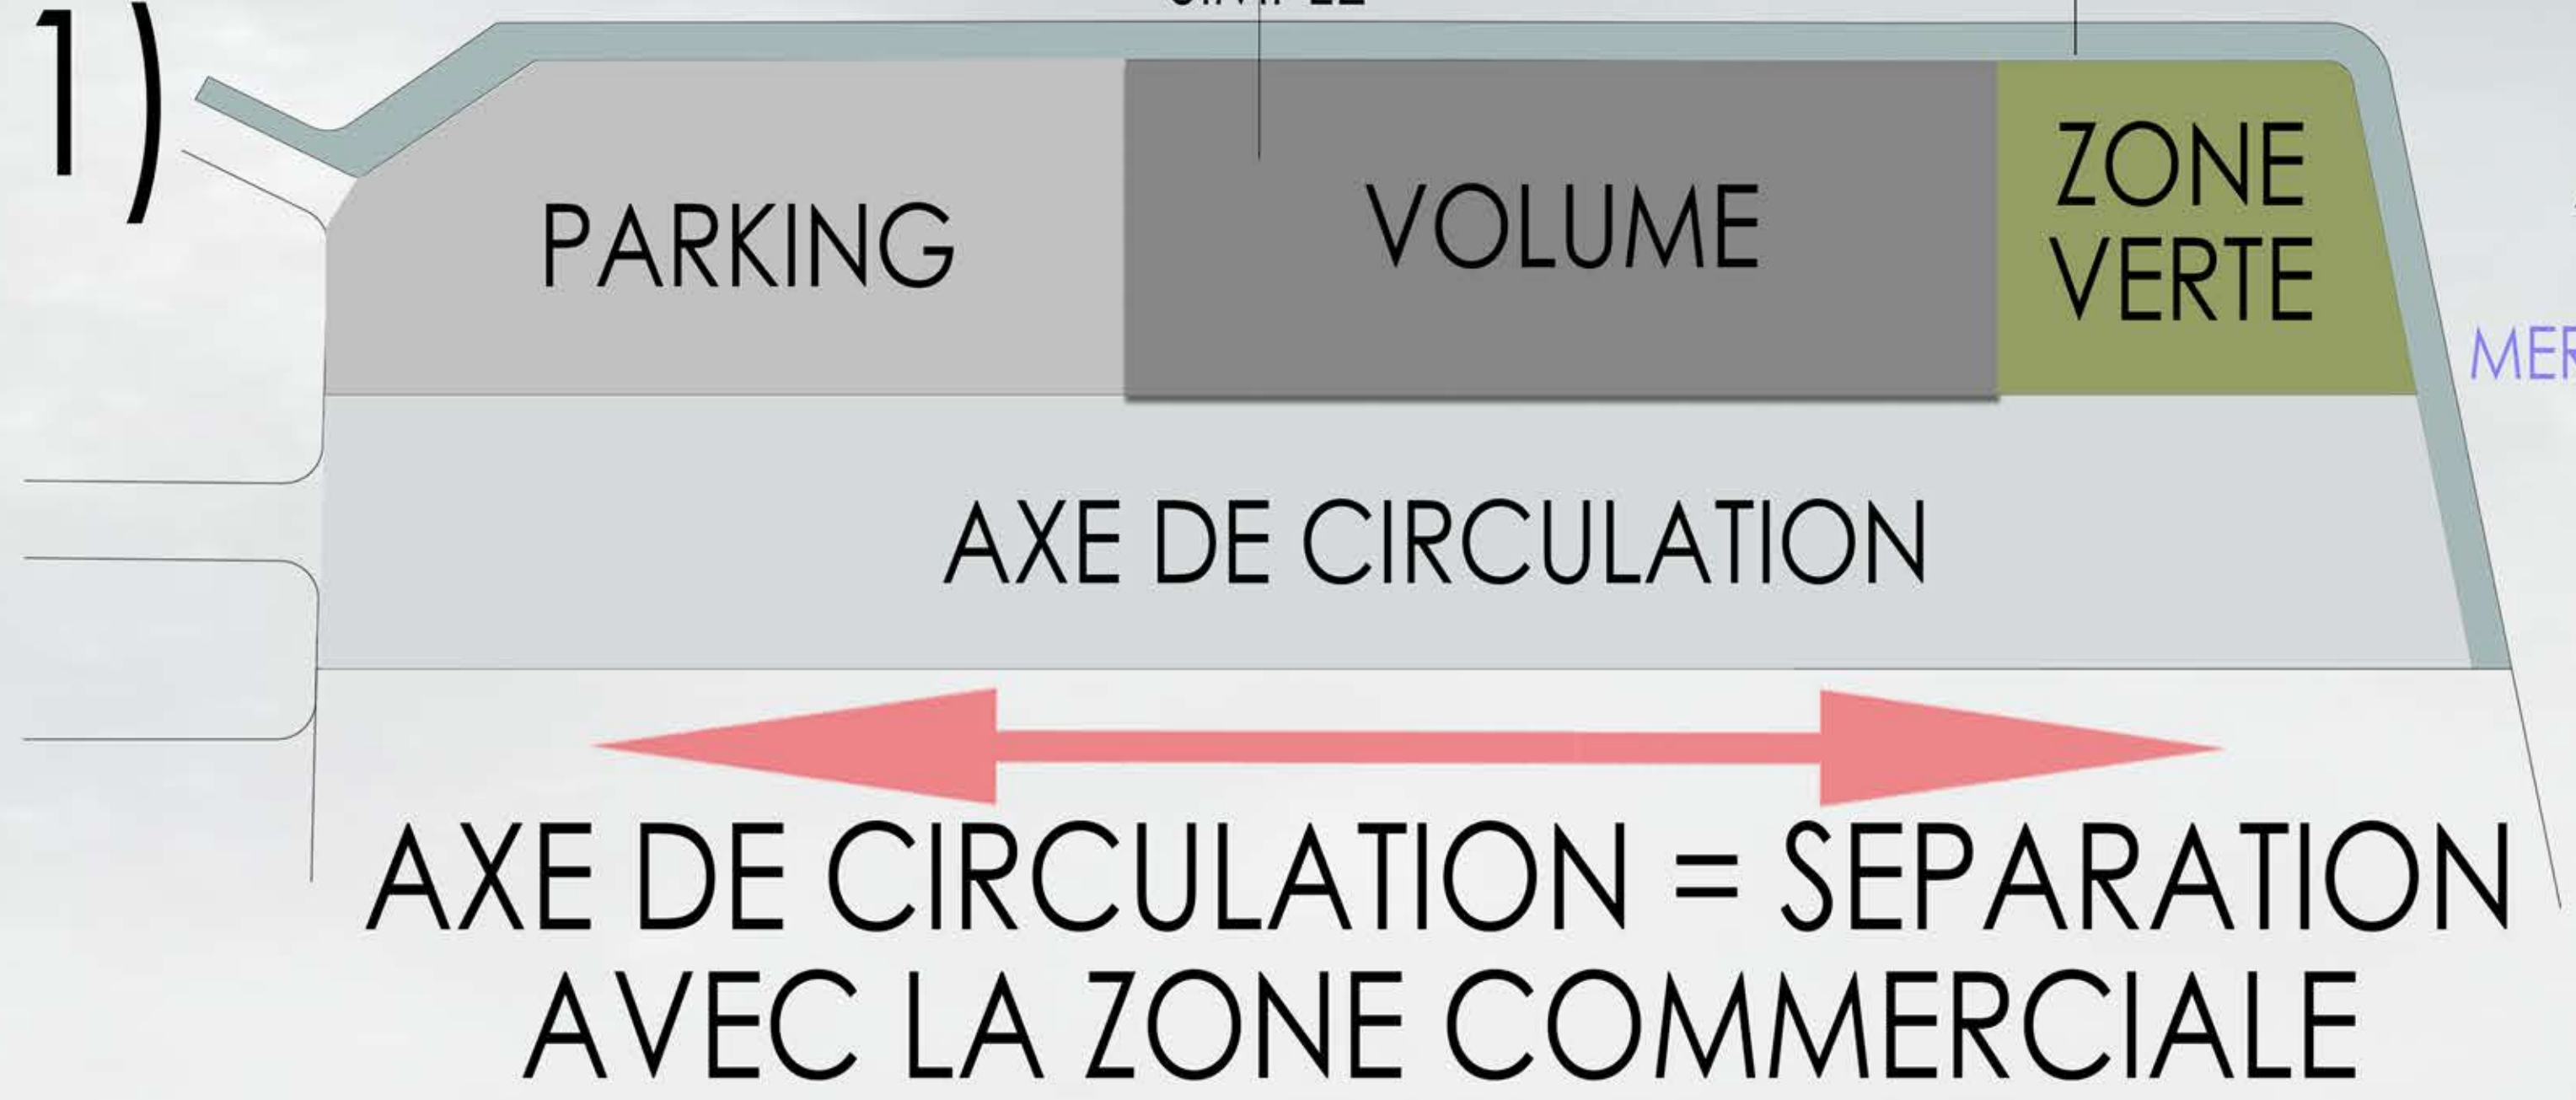 1)
PARKING
VOLUME
ZONE
VERTE
AXE DE CIRCULATION
AXE DE CIRCULATION = SEPARATION
AVEC LA ZONE COMMERCIALE